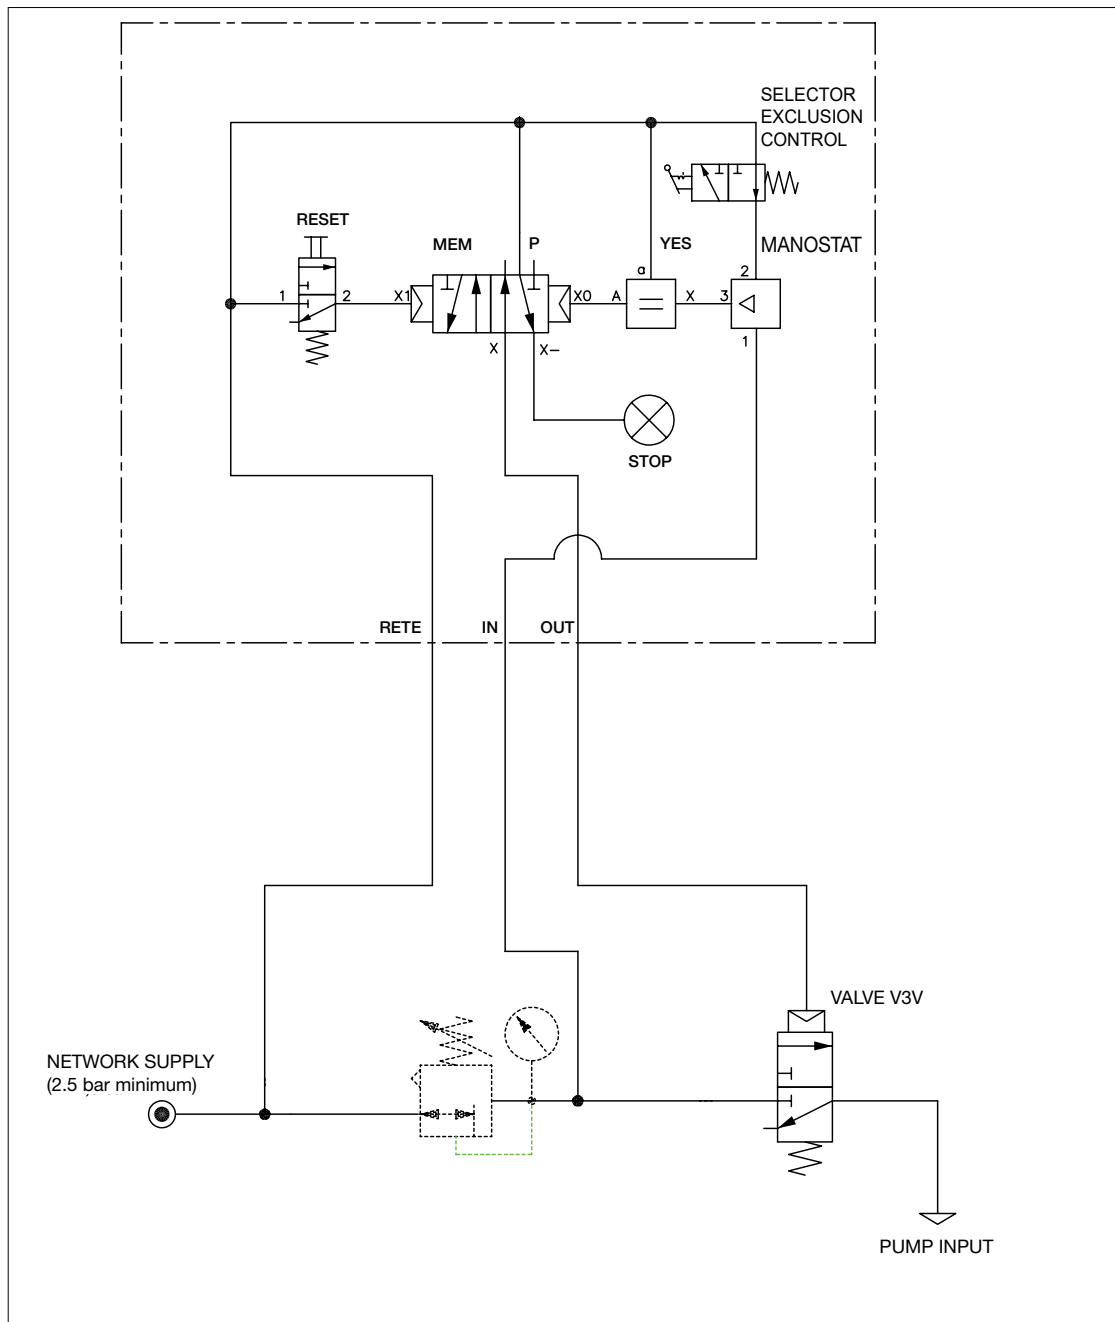 SELECTOR
EXCLUSION
CONTROL
RESET
MEM
P
YES
MANOSTAT
a
2
1
2
X1
X0
A
X
3
1
X
X–
STOP
RETE
IN
OUT
VALVE V3V
NETWORK SUPPLY
(2.5 bar minimum)
PUMP INPUT